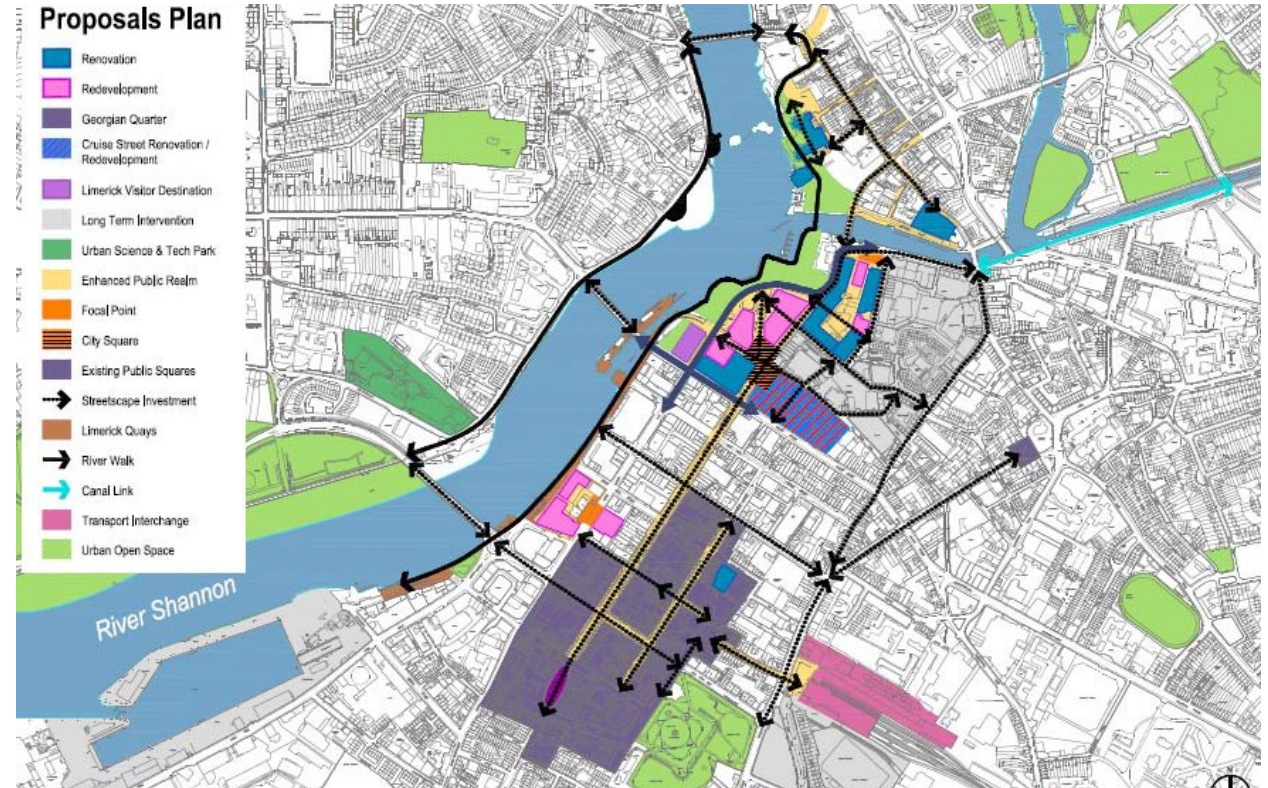 Proposals Plan
Renovation
Redevelopment
Georgian Quarter
Cruise Street Renovation /
Redevelopment
Limerick Visitor Destination
Long Term Intervention
Urban Science & Tech Park
Enhanced Public Realm
Focal Point
City Square
Existing Public Squares
Streetscape Investment
Limerick Quays
River Walk
Canal Link
Transport Interchange
Urban Open Space
River Shannon
N